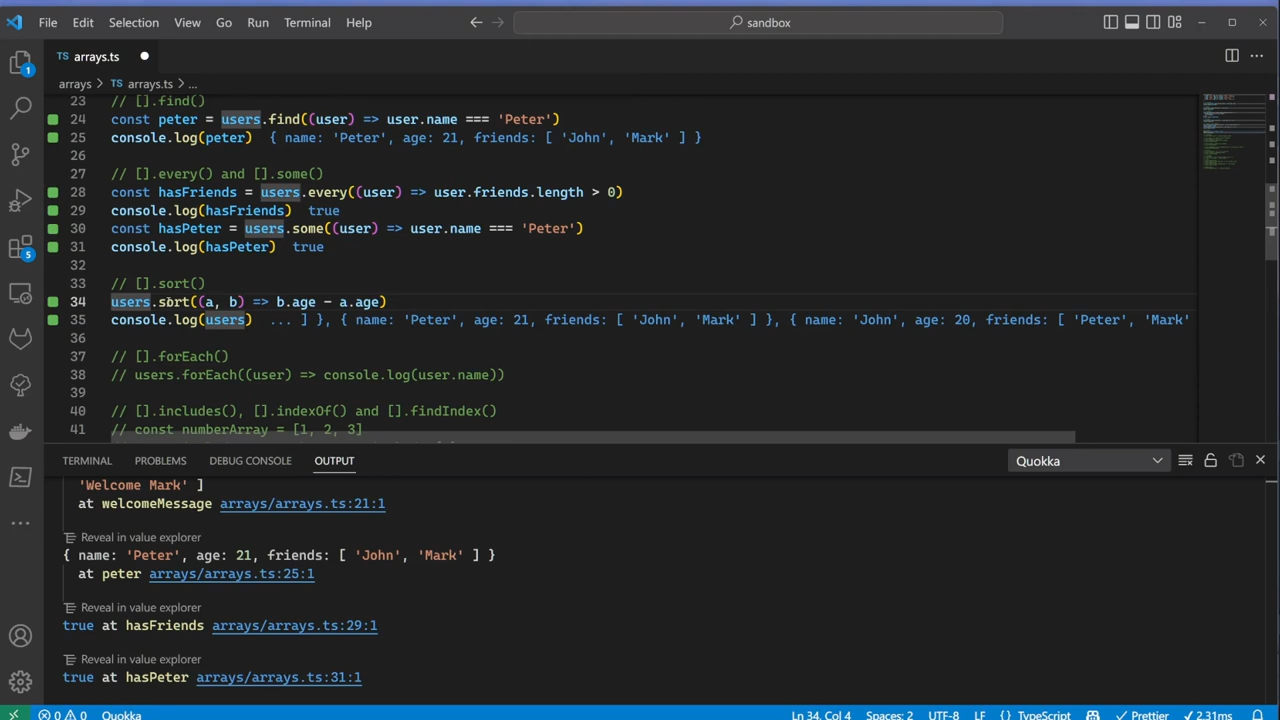 File Edit Selection View Go Run Terminal Help sandbox
TS arrays.ts
arrays > TS arrays.ts > ...
23 // [].find()
24 const peter = users.find((user) => user.name === 'Peter')
25 console.log(peter) { name: 'Peter', age: 21, friends: [ 'John', 'Mark' ] }
26
27 // [].every() and [].some()
28 const hasFriends = users.every((user) => user.friends.length > 0)
29 console.log(hasFriends) true
30 const hasPeter = users.some((user) => user.name === 'Peter')
31 console.log(hasPeter) true
32
33 // [].sort()
34 users.sort((a, b) => b.age - a.age)
35 console.log(users) ... ] }, { name: 'Peter', age: 21, friends: [ 'John', 'Mark' ] }, { name: 'John', age: 20, friends: [ 'Peter', 'Mark'
36
37 // [].forEach()
38 // users.forEach((user) => console.log(user.name))
39
40 // [].includes(), [].indexOf() and [].findIndex()
41 // const numberArray = [1, 2, 3]
1
5
TERMINAL PROBLEMS DEBUG CONSOLE OUTPUT Quokka
'Welcome Mark' ]
at welcomeMessage arrays/arrays.ts:21:1
Reveal in value explorer
{ name: 'Peter', age: 21, friends: [ 'John', 'Mark' ] }
at peter arrays/arrays.ts:25:1
Reveal in value explorer
true at hasFriends arrays/arrays.ts:29:1
Reveal in value explorer
true at hasPeter arrays/arrays.ts:31:1
0 0 Quokka Ln 34, Col 4 Spaces: 2 UTF-8 LF { } TypeScript Prettier 2.31ms